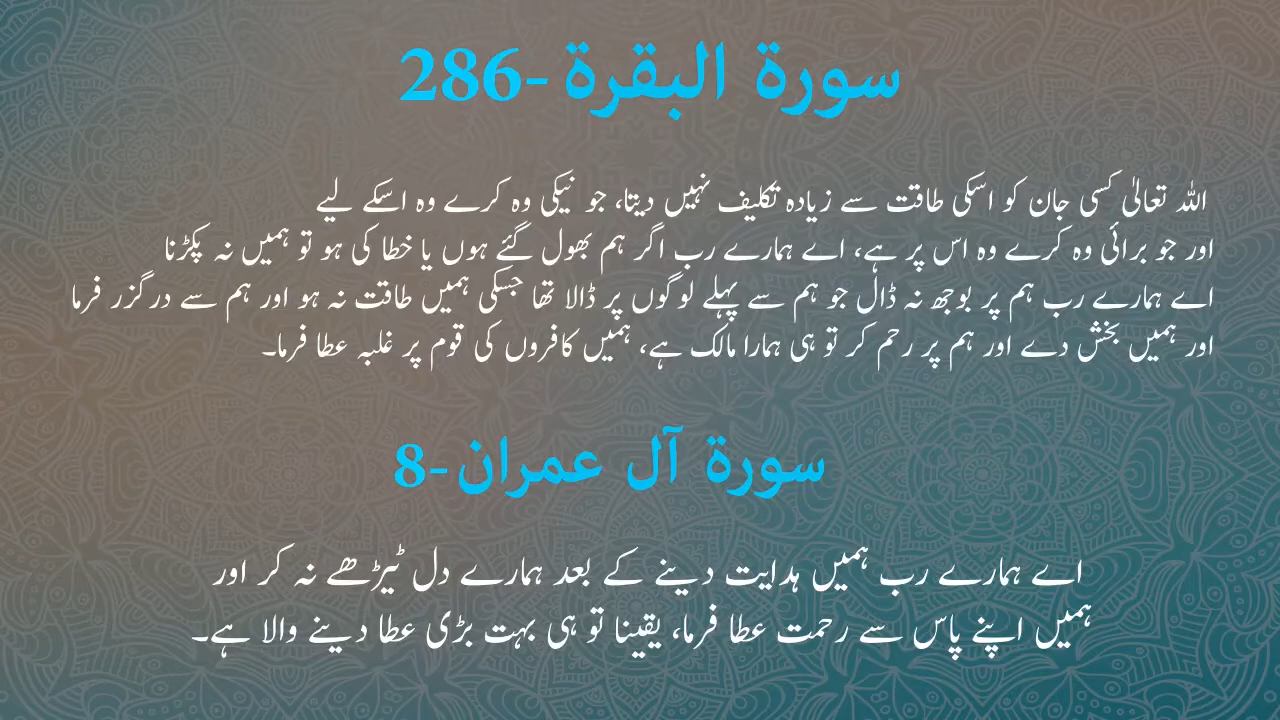 سورۃ البقرۃ -286
اللہ تعالٰی کسی جان کو اسکی طاقت سے زیادہ تکلیف نہیں دیتا، جو نیکی وہ کرے وہ اسکے لیے
اور جو برائی وہ کرے وہ اس پر ہے، اے ہمارے رب اگر ہم بھول گئے ہوں یا خطا کی ہو تو ہمیں نہ پکڑنا
اے ہمارے رب ہم پر بوجھ نہ ڈال جو ہم سے پہلے لوگوں پر ڈالا تھا جسکی ہمیں طاقت نہ ہو اور ہم سے درگزر فرما
اور ہمیں بخش دے اور ہم پر رحم کر تو ہی ہمارا مالک ہے، ہمیں کافروں کی قوم پر غلبہ عطا فرما۔
سورۃ آل عمران-8
اے ہمارے رب ہمیں ہدایت دینے کے بعد ہمارے دل ٹیڑھے نہ کر اور
ہمیں اپنے پاس سے رحمت عطا فرما، یقینا تو ہی بہت بڑی عطا دینے والا ہے۔